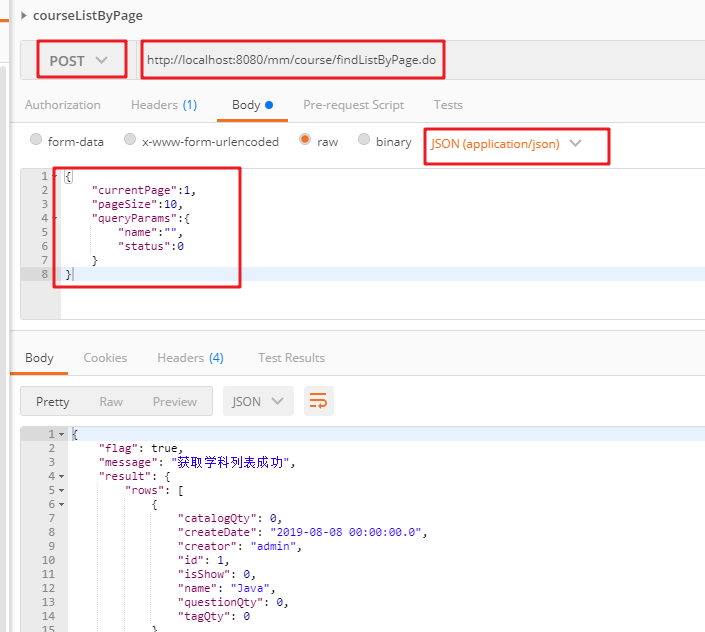 courseListByPage
POST http://localhost:8080/mm/course/findListByPage.do
Authorization Headers (1) Body Pre-request Script Tests
form-data x-www-form-urlencoded raw binary JSON (application/json)
1 {
2 "currentPage":1,
3 "pageSize":10,
4 "queryParams":{
5 "name":"",
6 "status":0
7 }
8 }
Body Cookies Headers (4) Test Results
Pretty Raw Preview JSON
1 {
2 "flag": true,
3 "message": "获取学科列表成功",
4 "result": {
5 "rows": [
6 {
7 "catalogQty": 0,
8 "createDate": "2019-08-08 00:00:00.0",
9 "creator": "admin",
10 "id": 1,
11 "isShow": 0,
12 "name": "Java",
13 "questionQty": 0,
14 "tagQty": 0
15 }